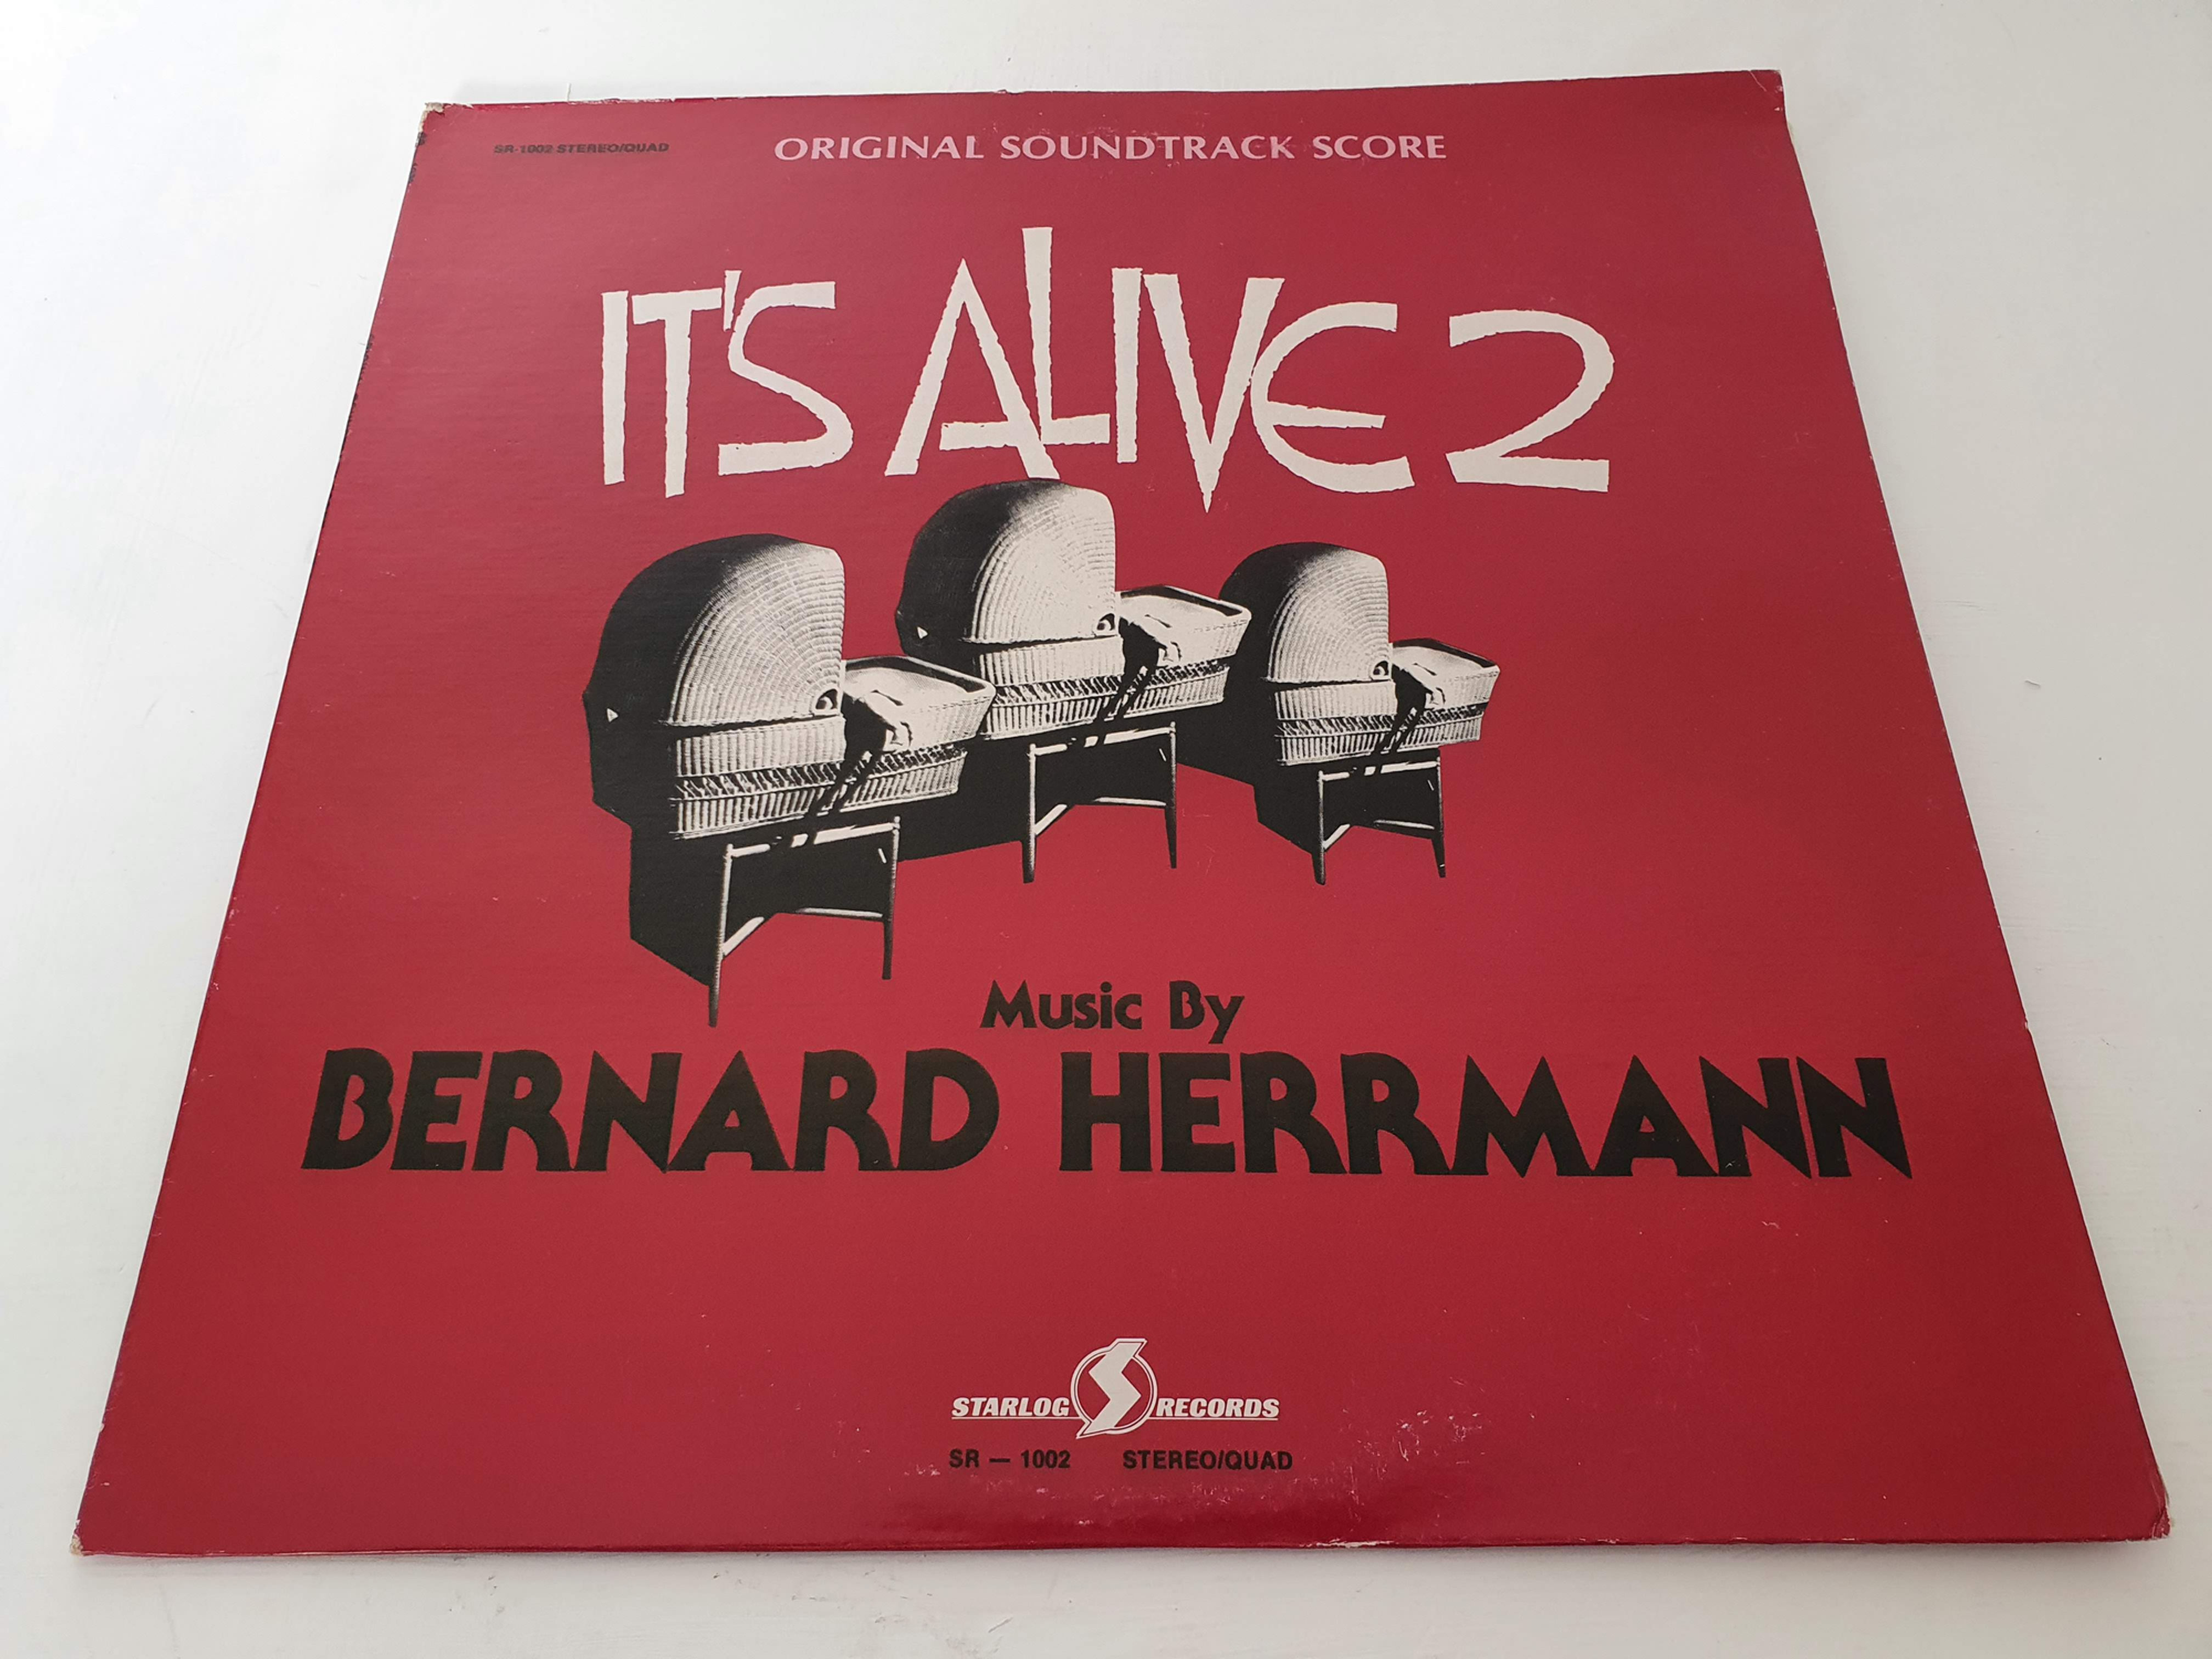 SR-1002 STEREO/QUAD
ORIGINAL SOUNDTRACK SCORE
IT'S ALIVE 2
Music By
BERNARD HERRMANN
STARLOG RECORDS
SR — 1002 STEREO/QUAD